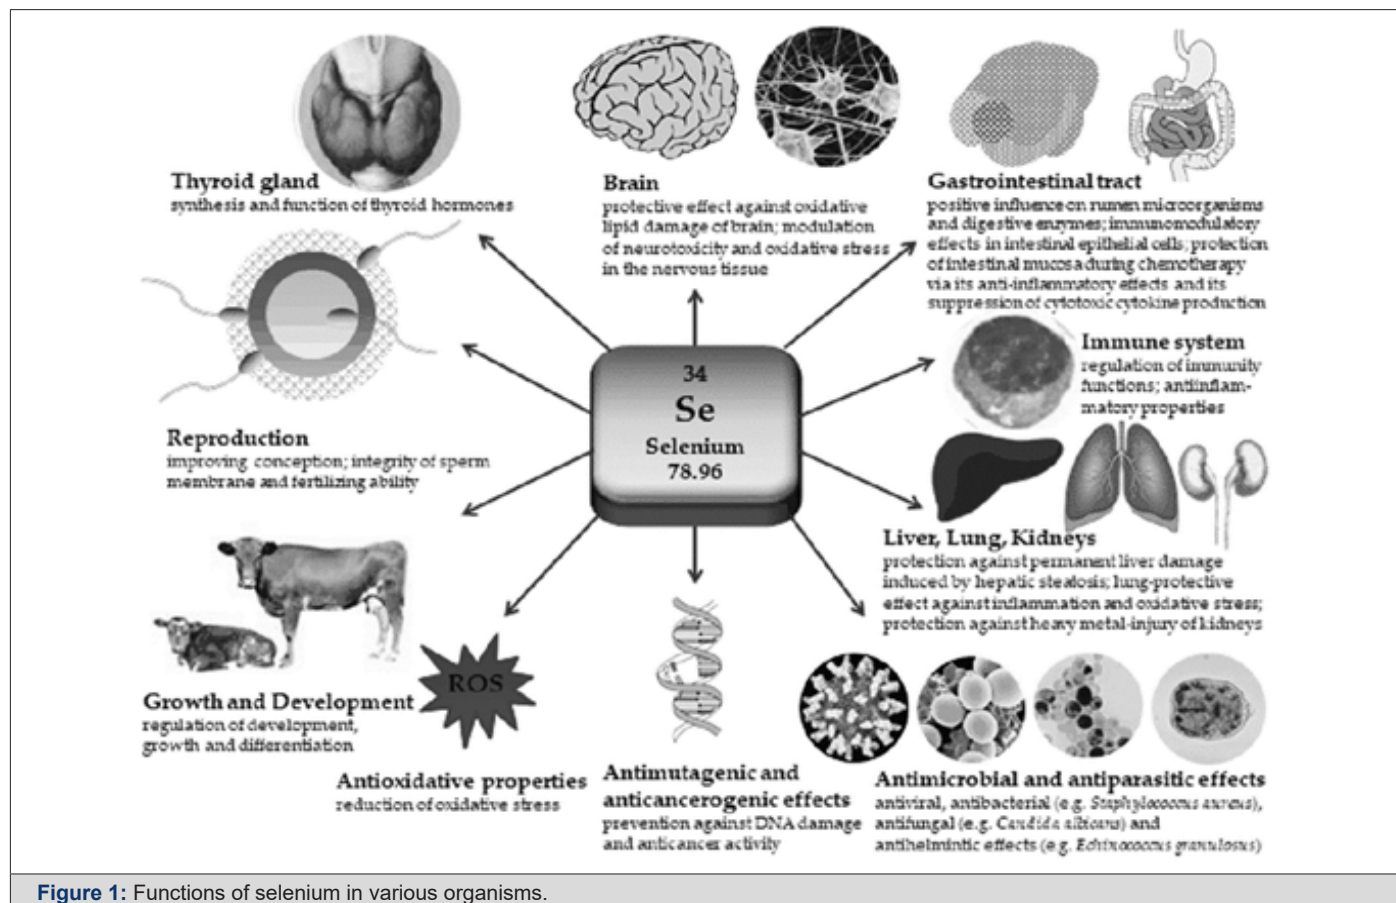 Thyroid gland
synthesis and function of thyroid hormones
Brain
protective effect against oxidative
lipid damage of brain; modulation
of neurotoxicity and oxidative stress
in the nervous tissue
Gastrointestinal tract
positive influence on rumen microorganisms
and digestive enzymes; immunomodulatory
effects in intestinal epithelial cells; protection
of intestinal mucosa during chemotherapy
via its anti-inflammatory effects and its
suppression of cytotoxic cytokine production
Immune system
regulation of immunity
functions; antiinflam-
matory properties
34
Se
Selenium
78.96
Reproduction
improving conception; integrity of sperm
membrane and fertilizing ability
Liver, Lung, Kidneys
protection against permanent liver damage
induced by hepatic steatosis; lung-protective
effect against inflammation and oxidative stress;
protection against heavy metal-injury of kidneys
Growth and Development
regulation of development,
growth and differentiation
ROS
Antioxidative properties
reduction of oxidative stress
Antimutagenic and
anticancerogenic effects
prevention against DNA damage
and anticancer activity
Antimicrobial and antiparasitic effects
antiviral, antibacterial (e.g. Staphylococcus aureus),
antifungal (e.g. Candida albicans) and
antihelmintic effects (e.g. Echinococcus granulosus)
Figure 1: Functions of selenium in various organisms.